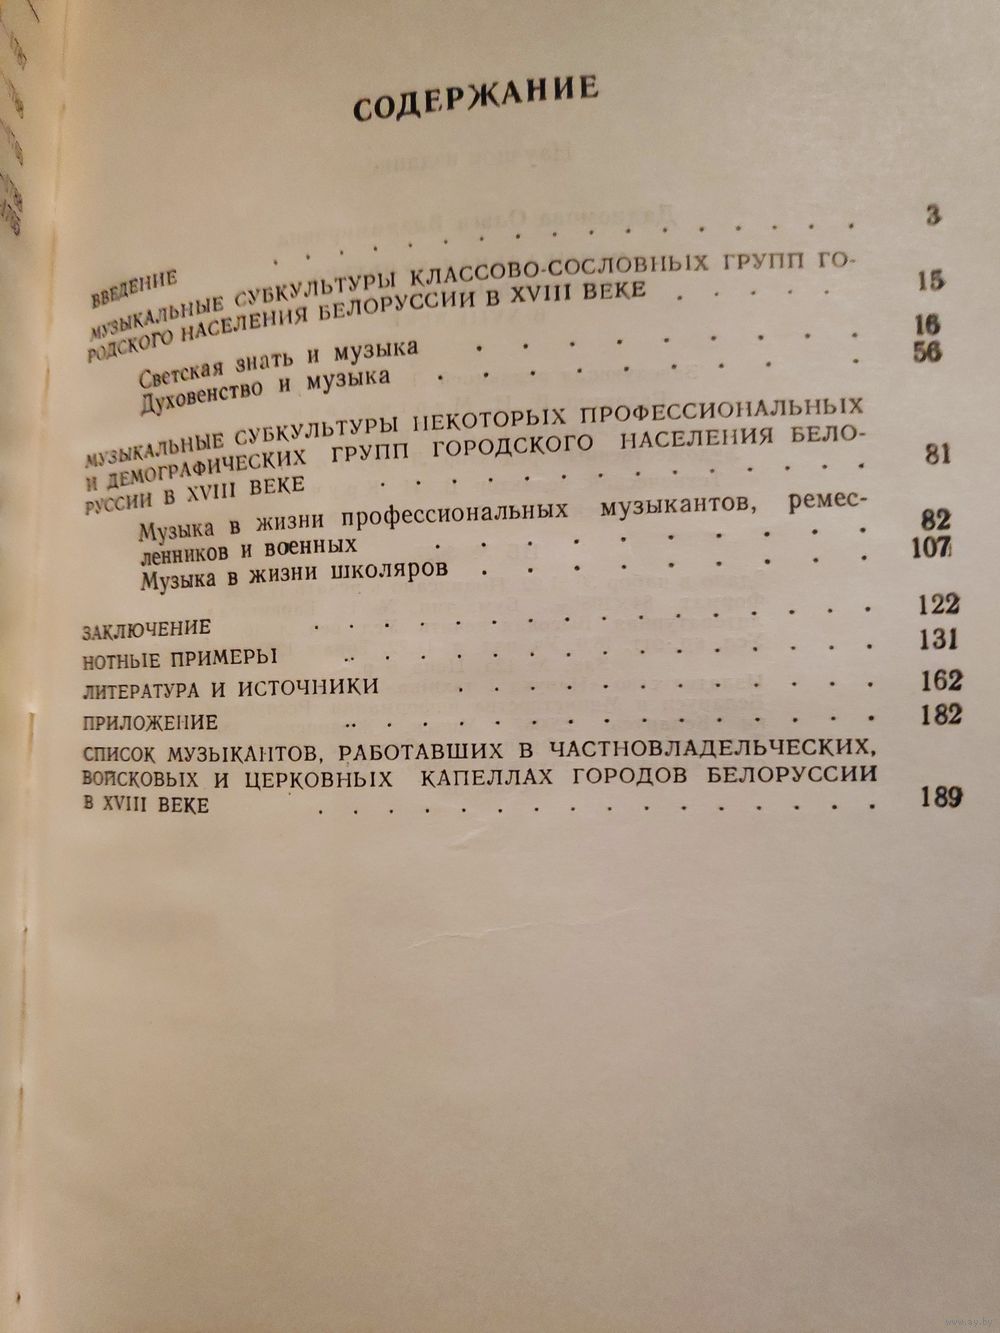 СОДЕРЖАНИЕ
ВВЕДЕНИЕ . . . . . . . . . . . . . . . . 3
МУЗЫКАЛЬНЫЕ СУБКУЛЬТУРЫ КЛАССОВО-СОСЛОВНЫХ ГРУПП ГО-
РОДСКОГО НАСЕЛЕНИЯ БЕЛОРУССИИ В XVIII ВЕКЕ . . . . . 15
Светская знать и музыка . . . . . . . . . 16
Духовенство и музыка . . . . . . . . . 56
МУЗЫКАЛЬНЫЕ СУБКУЛЬТУРЫ НЕКОТОРЫХ ПРОФЕССИОНАЛЬНЫХ
И ДЕМОГРАФИЧЕСКИХ ГРУПП ГОРОДСКОГО НАСЕЛЕНИЯ БЕЛО-
РУССИИ В XVIII ВЕКЕ . . . . . . . . . . . . 81
Музыка в жизни профессиональных музыкантов, ремес-
ленников и военных . . . . . . . . . . 82
Музыка в жизни школяров . . . . . . . . . 107
ЗАКЛЮЧЕНИЕ . . . . . . . . . . . . . . 122
НОТНЫЕ ПРИМЕРЫ . . . . . . . . . . . . . . 131
ЛИТЕРАТУРА И ИСТОЧНИКИ . . . . . . . . . . 162
ПРИЛОЖЕНИЕ . . . . . . . . . . . . . . 182
СПИСОК МУЗЫКАНТОВ, РАБОТАВШИХ В ЧАСТНОВЛАДЕЛЬЧЕСКИХ,
ВОЙСКОВЫХ И ЦЕРКОВНЫХ КАПЕЛЛАХ ГОРОДОВ БЕЛОРУССИИ
В XVIII ВЕКЕ . . . . . . . . . . . . . . 189
www.ay.by